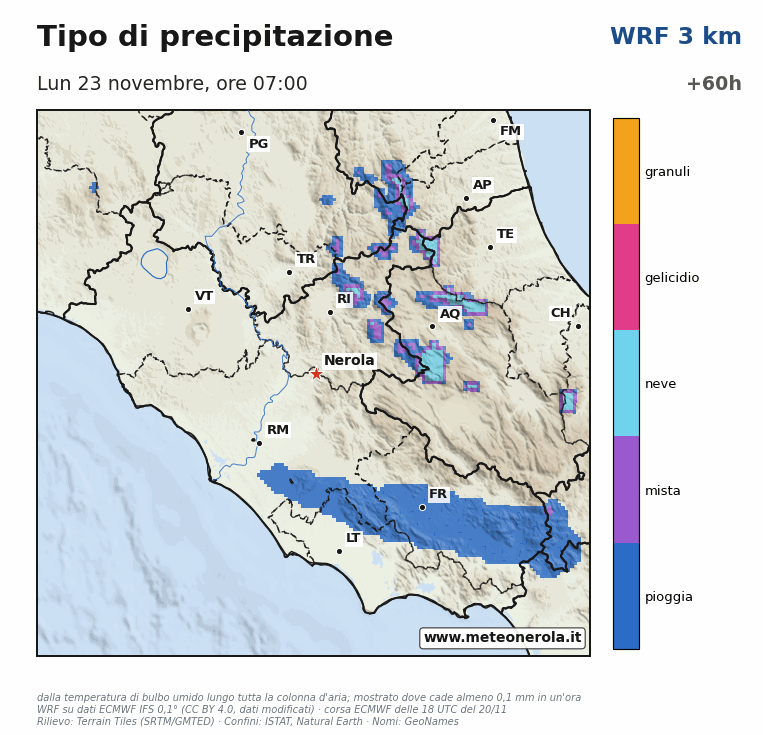 Tipo di precipitazione
WRF 3 km
Lun 23 novembre, ore 07:00
+60h
FM
PG
AP
TE
TR
VT
RI
AQ
CH
Nerola
RM
FR
LT
www.meteonerola.it
granuli
gelicidio
neve
mista
pioggia
dalla temperatura di bulbo umido lungo tutta la colonna d'aria; mostrato dove cade almeno 0,1 mm in un'ora
WRF su dati ECMWF IFS 0,1° (CC BY 4.0, dati modificati) · corsa ECMWF delle 18 UTC del 20/11
Rilievo: Terrain Tiles (SRTM/GMTED) · Confini: ISTAT, Natural Earth · Nomi: GeoNames